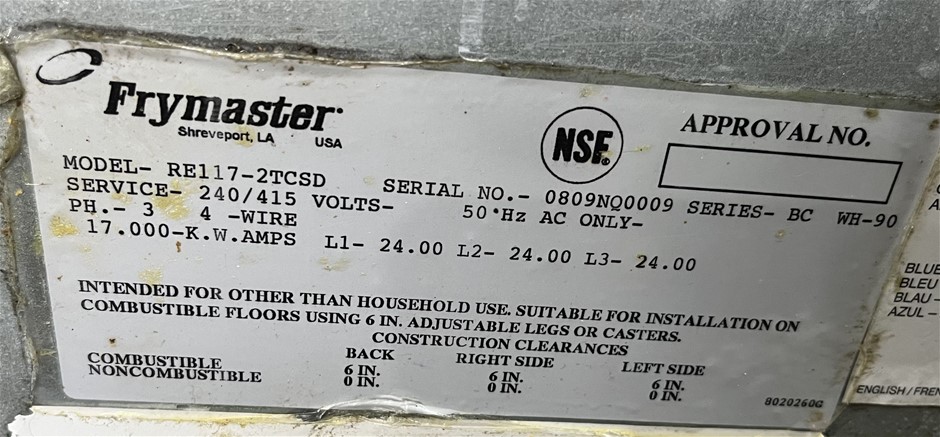 Frymaster
Shreveport, LA USA
NSF
APPROVAL NO.
MODEL- RE117-2TCSD SERIAL NO.- 0809NQ0009 SERIES- BC WH-90
SERVICE- 240/415 VOLTS- 50 Hz AC ONLY-
PH.- 3 4 -WIRE
17.000-K.W.AMPS L1- 24.00 L2- 24.00 L3- 24.00
INTENDED FOR OTHER THAN HOUSEHOLD USE. SUITABLE FOR INSTALLATION ON
COMBUSTIBLE FLOORS USING 6 IN. ADJUSTABLE LEGS OR CASTERS.
CONSTRUCTION CLEARANCES
BACK RIGHT SIDE LEFT SIDE
COMBUSTIBLE 6 IN. 6 IN. 6 IN.
NONCOMBUSTIBLE 0 IN. 0 IN. 0 IN.
8020260G
BLEU
BLAU-
AZUL-
ENGLISH/